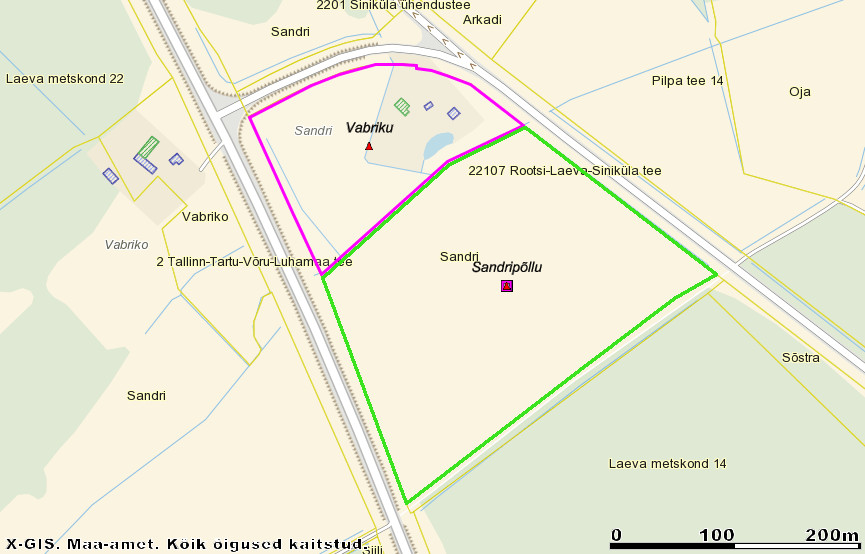 2201 Siniküla ühendustee
Arkadi
Sandri
Laeva metskond 22
Pilpa tee 14
Oja
Sandri
Vabriku
22107 Rootsi-Laeva-Siniküla tee
Vabriko
Vabriko
2 Tallinn-Tartu-Võru-Luhamaa tee
Sandri
Sandripõllu
Sõstra
Sandri
Laeva metskond 14
X-GIS. Maa-amet. Kõik õigused kaitstud.
Siili
0 100 200m